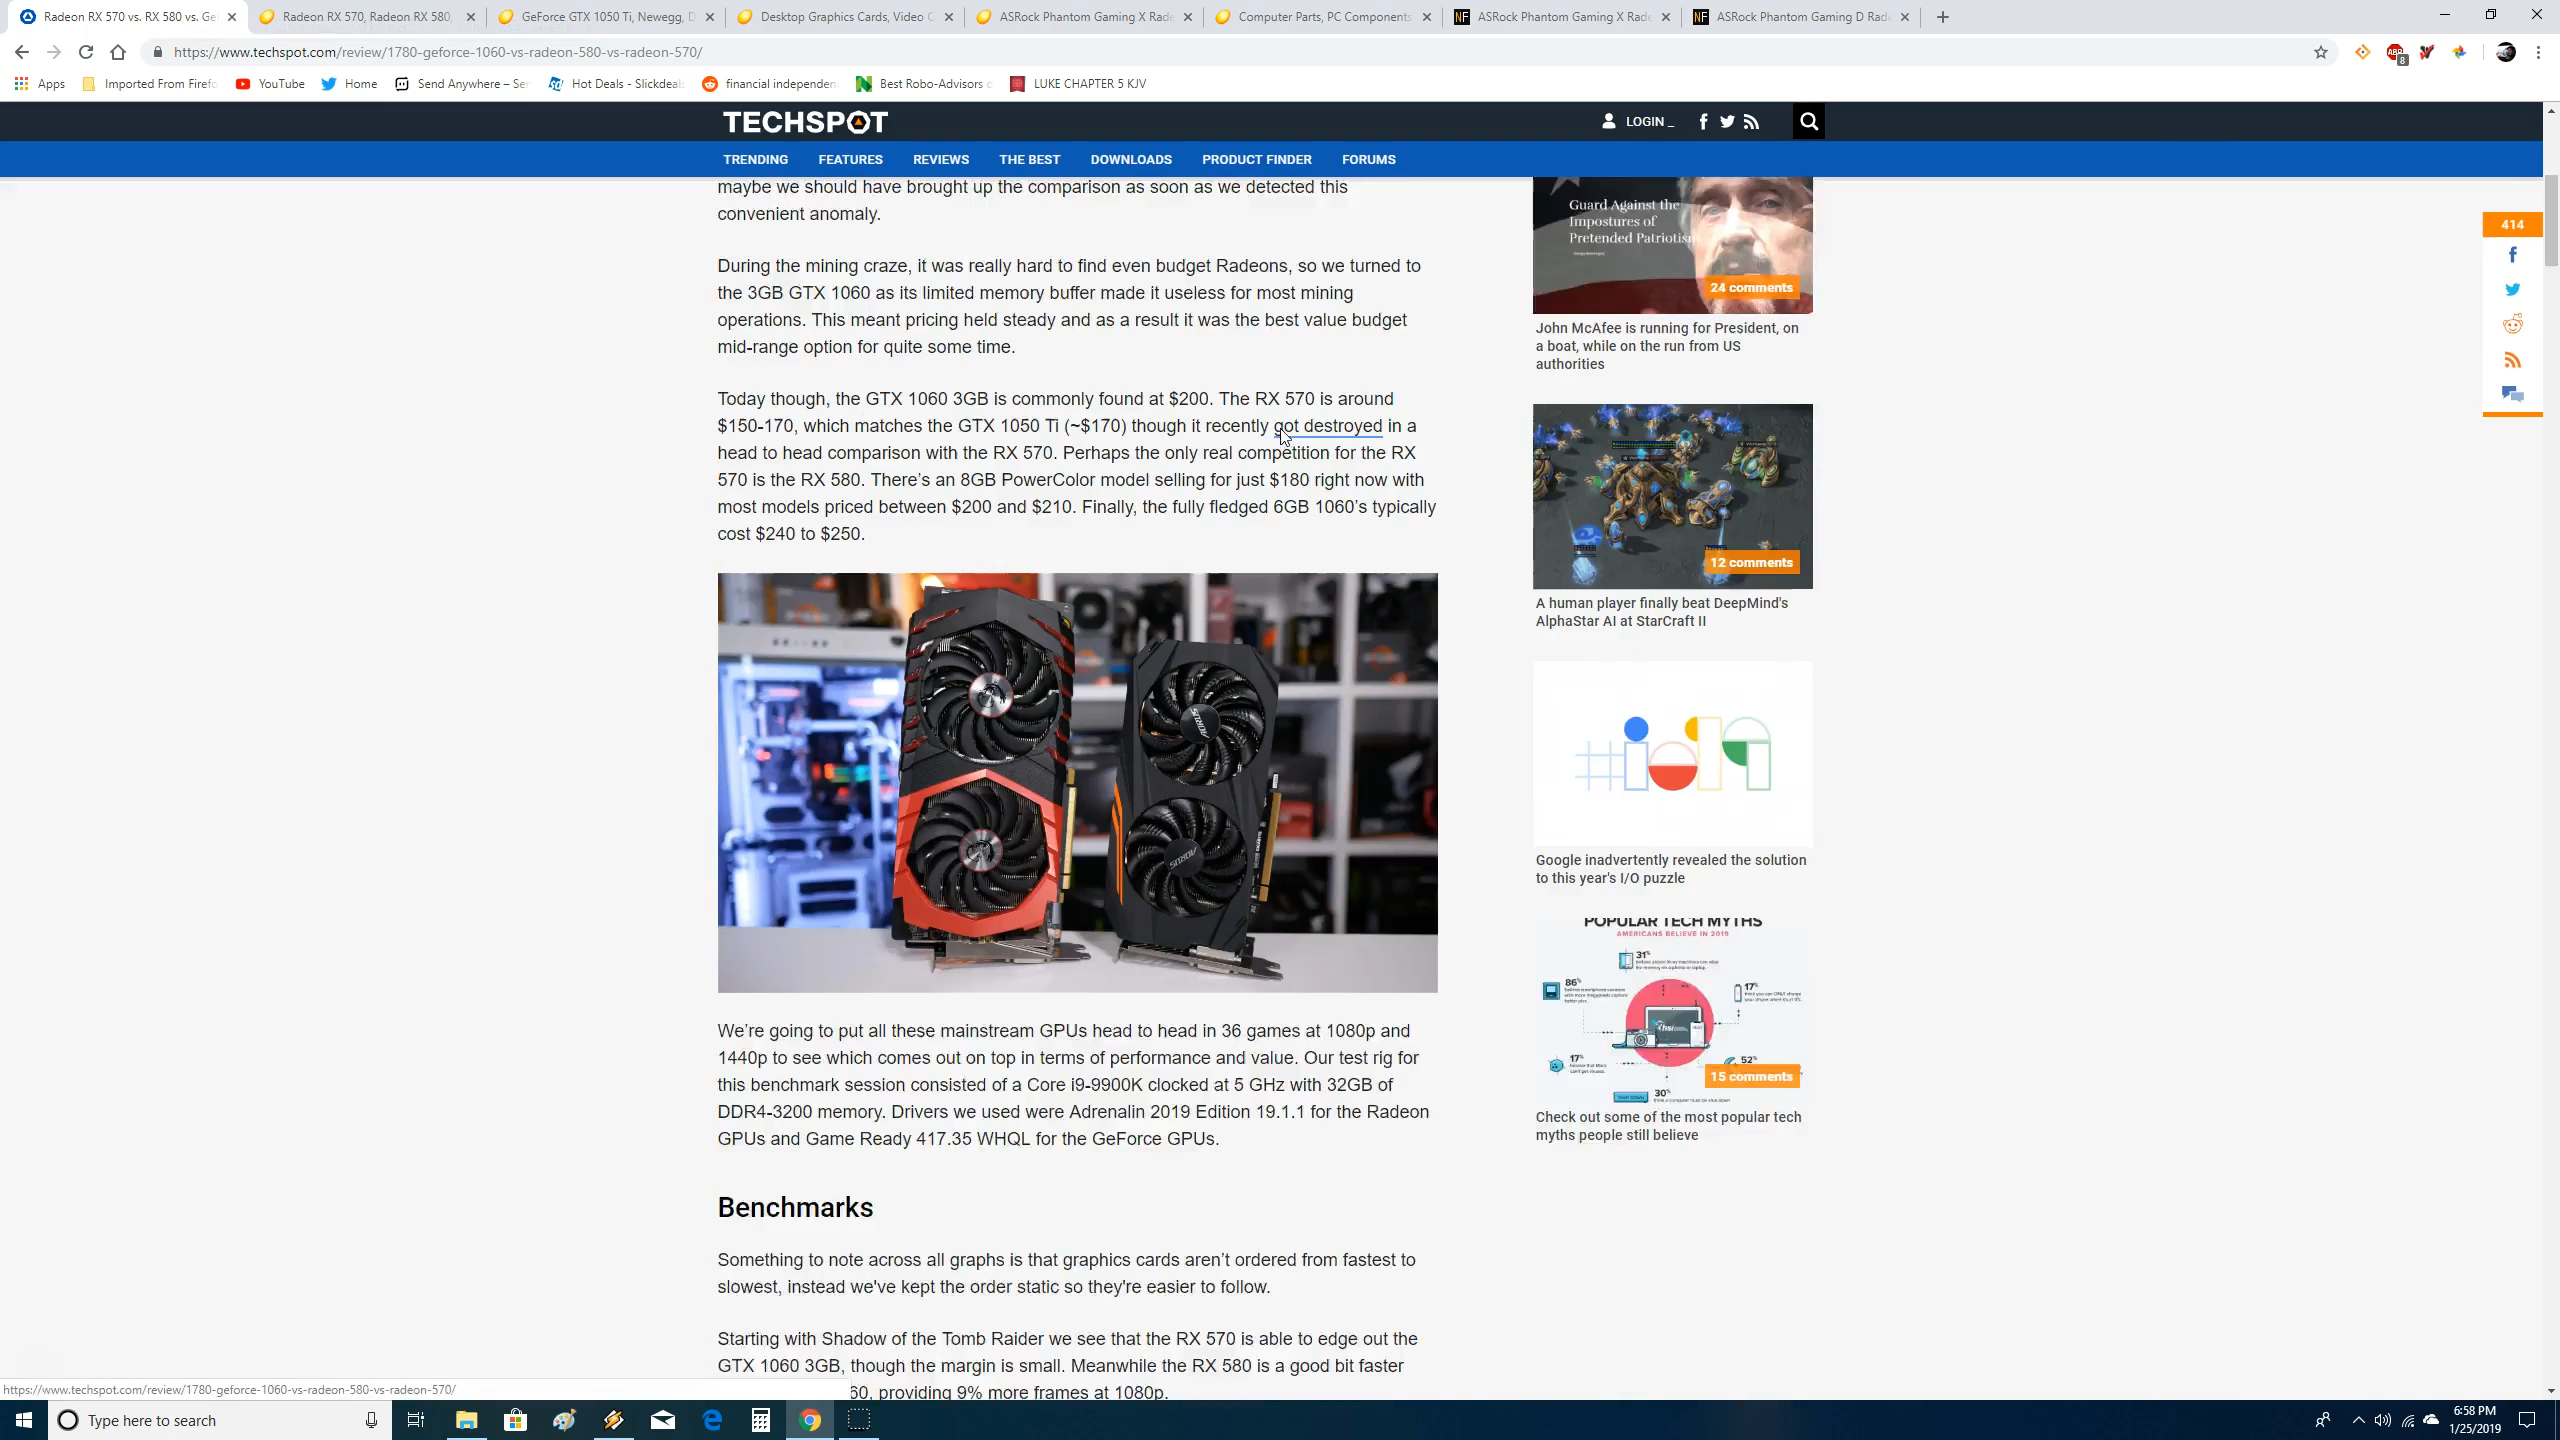 Radeon RX 570 vs. RX 580 vs. Ge
Radeon RX 570, Radeon RX 580,
GeForce GTX 1050 Ti, Newegg, D
Desktop Graphics Cards, Video C
ASRock Phantom Gaming X Rade
Computer Parts, PC Components
ASRock Phantom Gaming X Rade
ASRock Phantom Gaming D Rade
https://www.techspot.com/review/1780-geforce-1060-vs-radeon-580-vs-radeon-570/
ABP
8
Apps
Imported From Firefo
YouTube
Home
Send Anywhere – Ser
Hot Deals - Slickdeals
financial independen
Best Robo-Advisors o
LUKE CHAPTER 5 KJV
TECHSPOT
LOGIN _
TRENDING
FEATURES
REVIEWS
THE BEST
DOWNLOADS
PRODUCT FINDER
FORUMS
maybe we should have brought up the comparison as soon as we detected this
convenient anomaly.
During the mining craze, it was really hard to find even budget Radeons, so we turned to
the 3GB GTX 1060 as its limited memory buffer made it useless for most mining
operations. This meant pricing held steady and as a result it was the best value budget
mid-range option for quite some time.
Today though, the GTX 1060 3GB is commonly found at $200. The RX 570 is around
$150-170, which matches the GTX 1050 Ti (~$170) though it recently got destroyed in a
head to head comparison with the RX 570. Perhaps the only real competition for the RX
570 is the RX 580. There's an 8GB PowerColor model selling for just $180 right now with
most models priced between $200 and $210. Finally, the fully fledged 6GB 1060's typically
cost $240 to $250.
AORUS
AORUS
We're going to put all these mainstream GPUs head to head in 36 games at 1080p and
1440p to see which comes out on top in terms of performance and value. Our test rig for
this benchmark session consisted of a Core i9-9900K clocked at 5 GHz with 32GB of
DDR4-3200 memory. Drivers we used were Adrenalin 2019 Edition 19.1.1 for the Radeon
GPUs and Game Ready 417.35 WHQL for the GeForce GPUs.
Benchmarks
Something to note across all graphs is that graphics cards aren't ordered from fastest to
slowest, instead we've kept the order static so they're easier to follow.
Starting with Shadow of the Tomb Raider we see that the RX 570 is able to edge out the
GTX 1060 3GB, though the margin is small. Meanwhile the RX 580 is a good bit faster
60, providing 9% more frames at 1080p.
Guard Against the
Impostures of
Pretended Patriotism
24 comments
John McAfee is running for President, on
a boat, while on the run from US
authorities
12 comments
A human player finally beat DeepMind's
AlphaStar AI at StarCraft II
Google inadvertently revealed the solution
to this year's I/O puzzle
POPULAR TECH MYTHS
AMERICANS BELIEVE IN 2019
31%
86%
17%
hsi
17%
52%
30%
15 comments
Check out some of the most popular tech
myths people still believe
414
https://www.techspot.com/review/1780-geforce-1060-vs-radeon-580-vs-radeon-570/
Type here to search
6:58 PM
1/25/2019